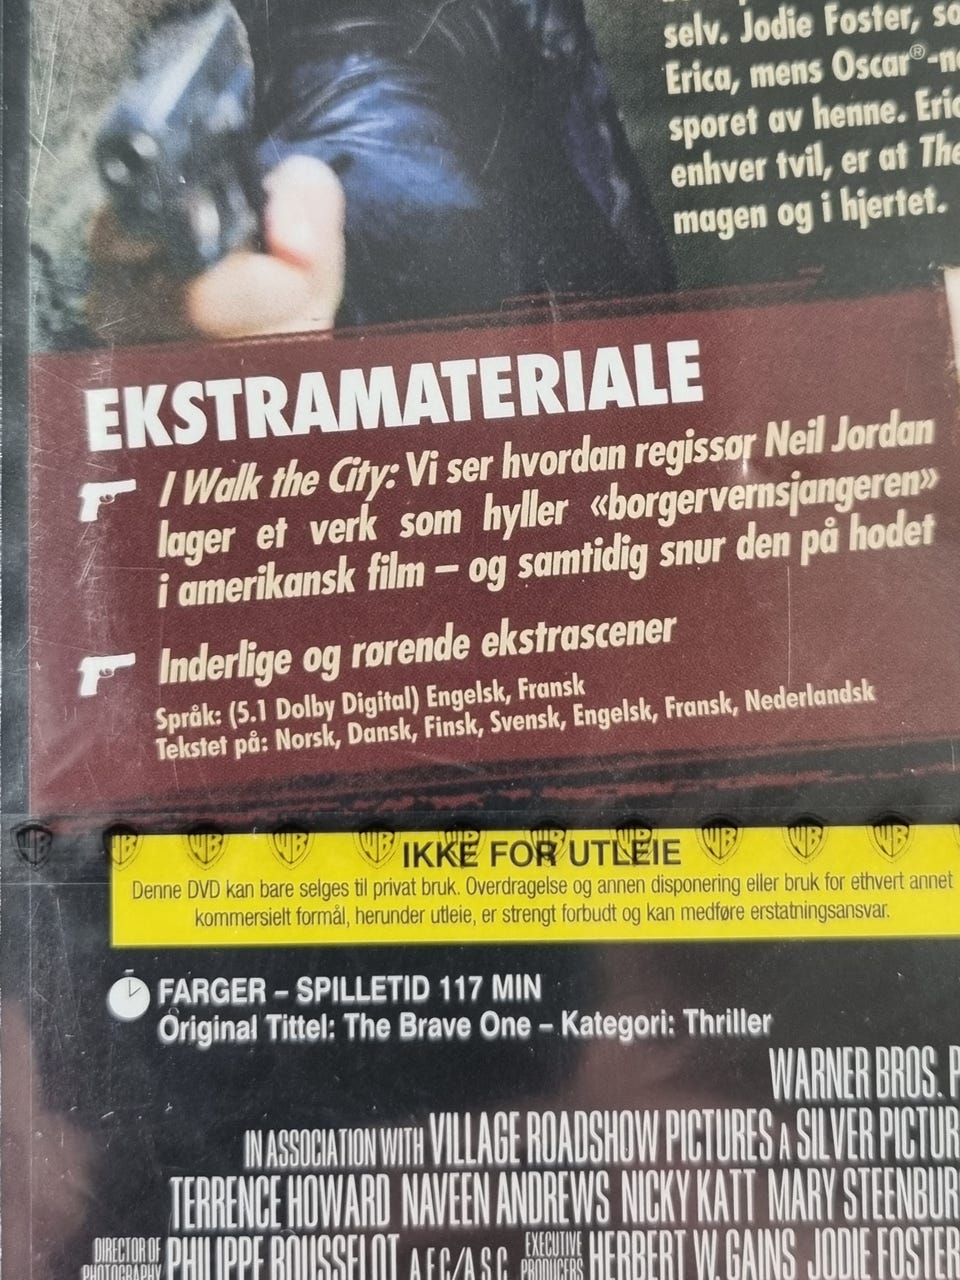 selv. Jodie Foster,
Erica, mens Oscar®-
sporet av henne.
enhver tvil, er at The
magen og i hjertet.
EKSTRAMATERIALE
I Walk the City: Vi ser hvordan regissør Neil Jordan
lager et verk som hyller «borgervernsjangeren»
i amerikansk film – og samtidig snur den på hodet
Inderlige og rørende ekstrascener
Språk: (5.1 Dolby Digital) Engelsk, Fransk
Tekstet på: Norsk, Dansk, Finsk, Svensk, Engelsk, Fransk, Nederlandsk
IKKE FOR UTLEIE
Denne DVD kan bare selges til privat bruk. Overdragelse og annen disponering eller bruk for ethvert annet
kommersielt formål, herunder utleie, er strengt forbudt og kan medføre erstatningsansvar.
FARGER – SPILLETID 117 MIN
Original Tittel: The Brave One – Kategori: Thriller
WARNER BROS.
IN ASSOCIATION WITH VILLAGE ROADSHOW PICTURES A SILVER
TERRENCE HOWARD NAVEEN ANDREWS NICKY KATT MARY
DIRECTOR OF PHOTOGRAPHY PHILIPPE ROUSSELOT A.F.C./A.S.C. EXECUTIVE PRODUCERS HERBERT W. GAINS JODIE FOSTER